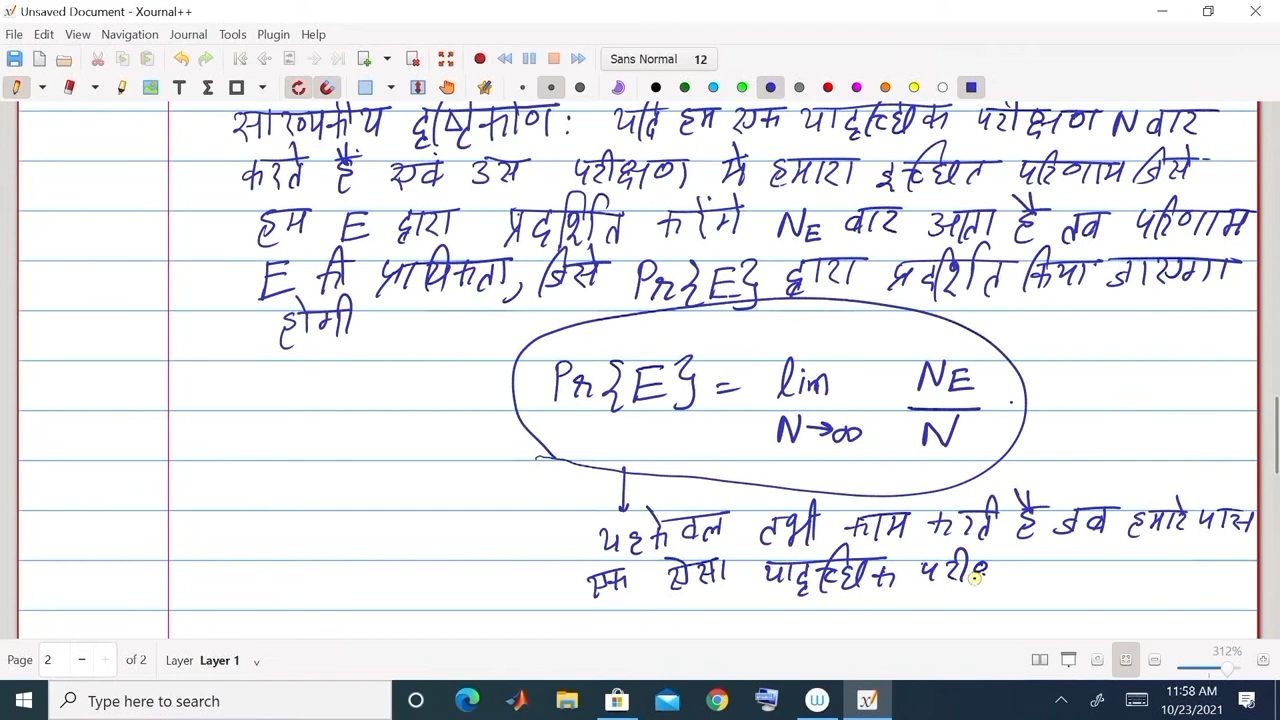 Unsaved Document - Xournal++
File Edit View Navigation Journal Tools Plugin Help
Sans Normal 12
सांख्यिकीय दृष्टिकोण: यदि हम एक यादृच्छिक परीक्षण N बार
करते हैं एवं उस परीक्षण में हमारा इच्छित परिणाम जिसे
हम E द्वारा प्रदर्शित करेंगे NE बार आता है तब परिणाम
E की प्रायिकता, जिसे Pr{E} द्वारा प्रदर्शित किया जाएगा
होगी
Pr{E} = lim N→∞ NE/N
यह केवल तभी काम करती है जब हमारे पास
एक ऐसा यादृच्छिक परी
Page 2 of 2 Layer Layer 1 312%
Type here to search
11:58 AM
10/23/2021